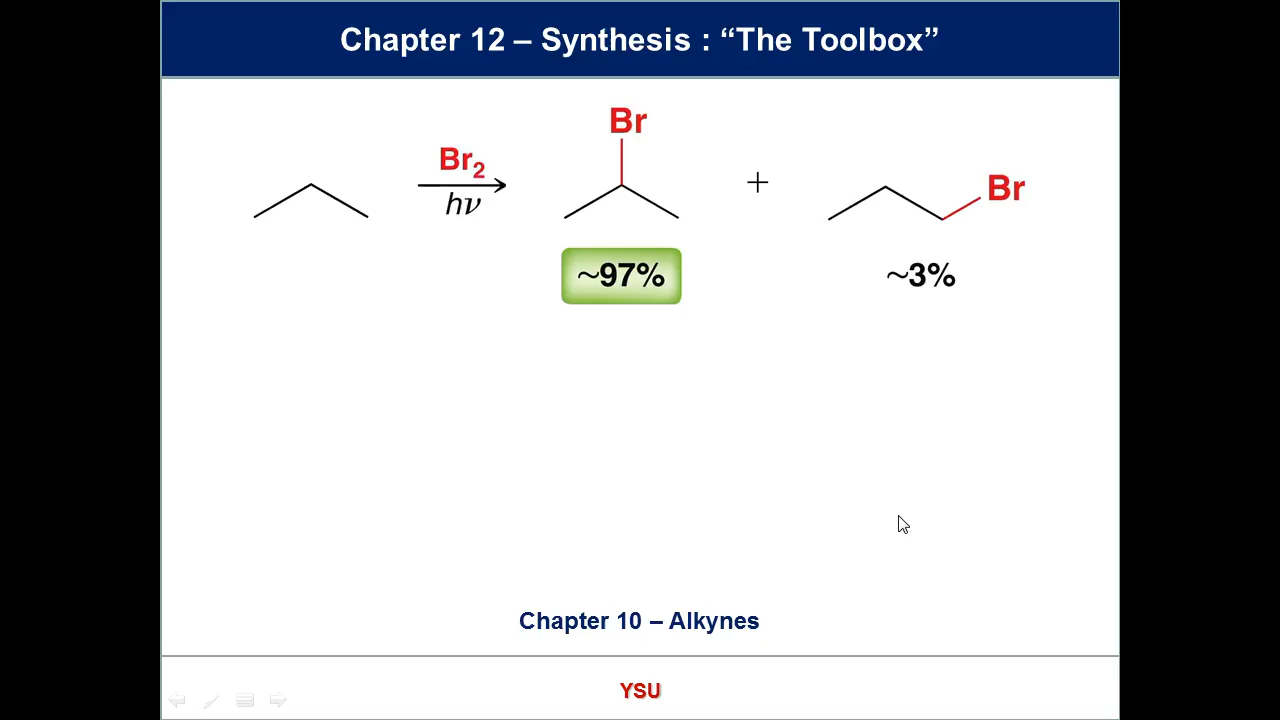 Chapter 12 – Synthesis : “The Toolbox”
Br
Br2
hν
+
Br
~97%
~3%
Chapter 10 – Alkynes
YSU